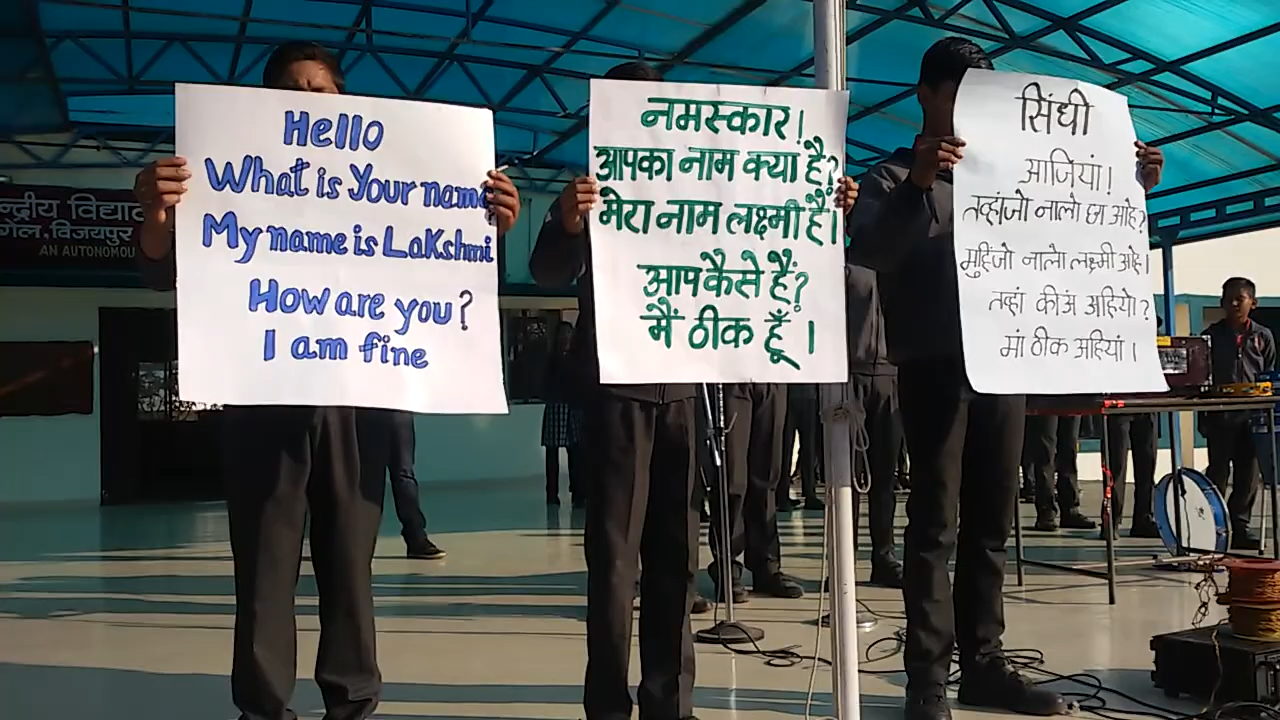 Hello
What is Your name
My name is LaKshmi
How are you?
I am fine
नमस्कार!
आपका नाम क्या है?
मेरा नाम लक्ष्मी है।
आप कैसे हैं?
मैं ठीक हूँ।
सिंधी
आजियां!
तव्हांजो नालो छा आहे?
मुहिंजो नालो लक्ष्मी आहे।
तव्हां कीअं आहियो?
मां ठीक अहियां।
न्द्रीय विद्या
गल, विजयपुर
AN AUTONOMOU